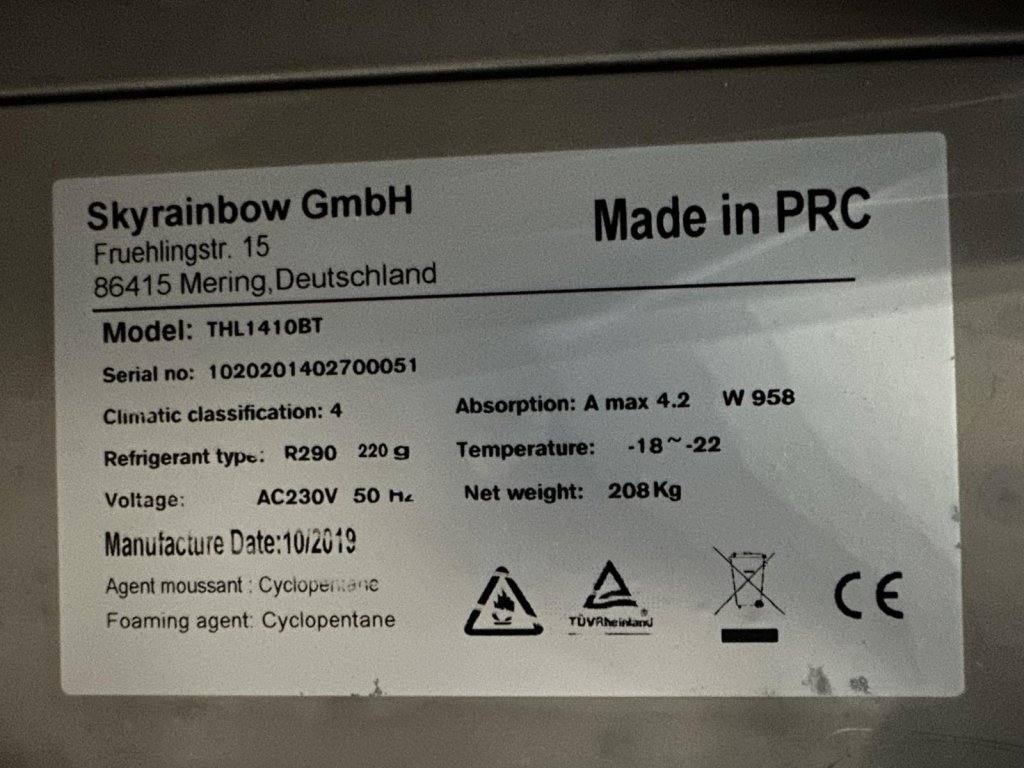 Skyrainbow GmbH
Made in PRC
Fruehlingstr. 15
86415 Mering,Deutschland
Model: THL1410BT
Serial no: 1020201402700051
Climatic classification: 4
Absorption: A max 4.2 W 958
Refrigerant type: R290 220 g
Temperature: -18~-22
Voltage: AC230V 50 Hz
Net weight: 208Kg
Manufacture Date:10/2019
Agent moussant : Cyclopentane
Foaming agent: Cyclopentane
TÜVRheinland®
CE